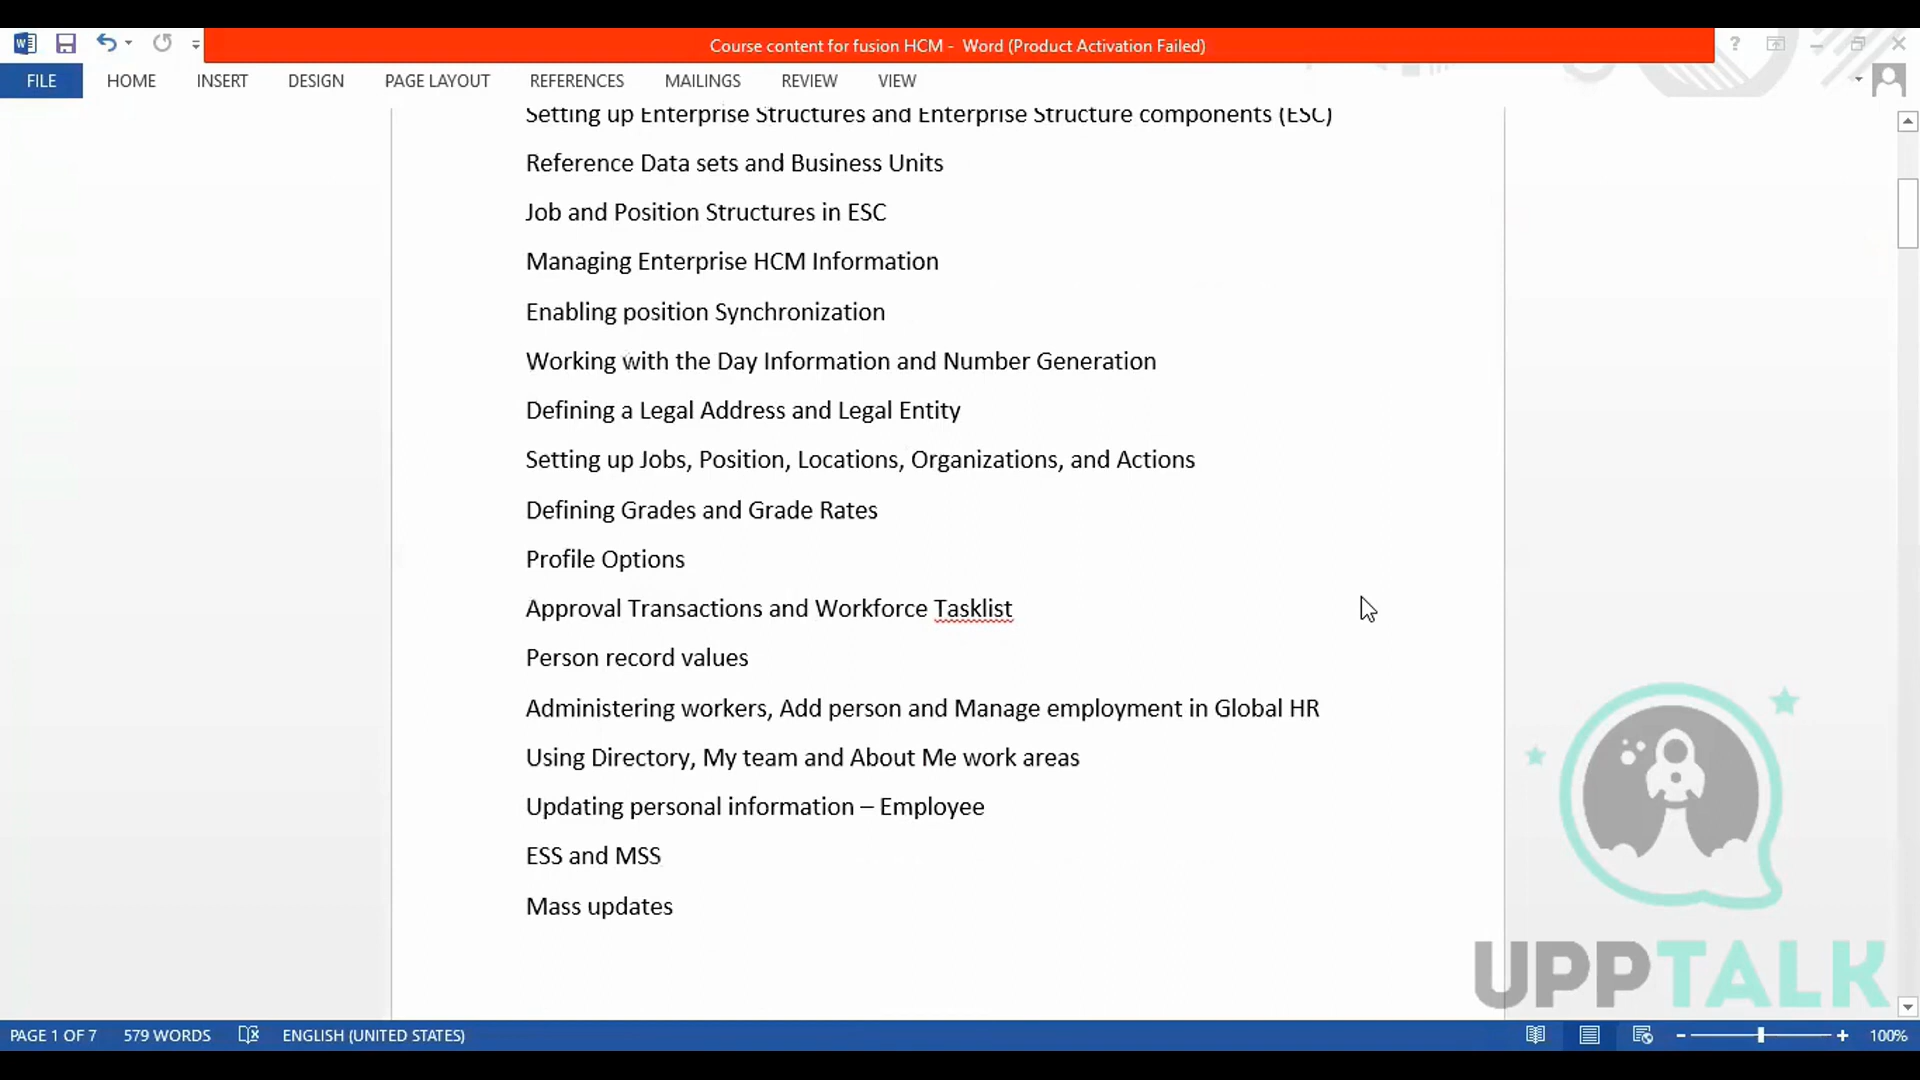 Course content for fusion HCM - Word (Product Activation Failed)
?
FILE HOME INSERT DESIGN PAGE LAYOUT REFERENCES MAILINGS REVIEW VIEW
Setting up Enterprise Structures and Enterprise Structure components (ESC)
Reference Data sets and Business Units
Job and Position Structures in ESC
Managing Enterprise HCM Information
Enabling position Synchronization
Working with the Day Information and Number Generation
Defining a Legal Address and Legal Entity
Setting up Jobs, Position, Locations, Organizations, and Actions
Defining Grades and Grade Rates
Profile Options
Approval Transactions and Workforce Tasklist
Person record values
Administering workers, Add person and Manage employment in Global HR
Using Directory, My team and About Me work areas
Updating personal information – Employee
ESS and MSS
Mass updates
UPPTALK
PAGE 1 OF 7 579 WORDS ENGLISH (UNITED STATES) 100%